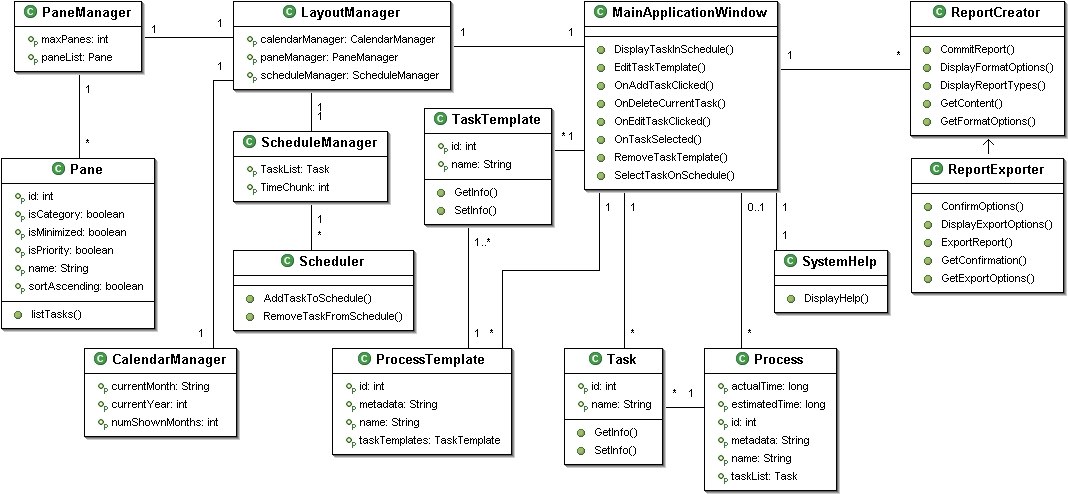 PaneManager
maxPanes: int
paneList: Pane
1
1
LayoutManager
calendarManager: CalendarManager
paneManager: PaneManager
scheduleManager: ScheduleManager
1
1
MainApplicationWindow
DisplayTaskInSchedule()
EditTaskTemplate()
OnAddTaskClicked()
OnDeleteCurrentTask()
OnEditTaskClicked()
OnTaskSelected()
RemoveTaskTemplate()
SelectTaskOnSchedule()
1
*
ReportCreator
CommitReport()
DisplayFormatOptions()
DisplayReportTypes()
GetContent()
GetFormatOptions()
1
*
1
1
1
1
Pane
id: int
isCategory: boolean
isMinimized: boolean
isPriority: boolean
name: String
sortAscending: boolean
listTasks()
ScheduleManager
TaskList: Task
TimeChunk: int
1
*
TaskTemplate
id: int
name: String
GetInfo()
SetInfo()
*
1
1..*
1
ReportExporter
ConfirmOptions()
DisplayExportOptions()
ExportReport()
GetConfirmation()
GetExportOptions()
Scheduler
AddTaskToSchedule()
RemoveTaskFromSchedule()
1
*
1
*
0..1
*
1
1
SystemHelp
DisplayHelp()
CalendarManager
currentMonth: String
currentYear: int
numShownMonths: int
ProcessTemplate
id: int
metadata: String
name: String
taskTemplates: TaskTemplate
Task
id: int
name: String
GetInfo()
SetInfo()
*
1
Process
actualTime: long
estimatedTime: long
id: int
metadata: String
name: String
taskList: Task